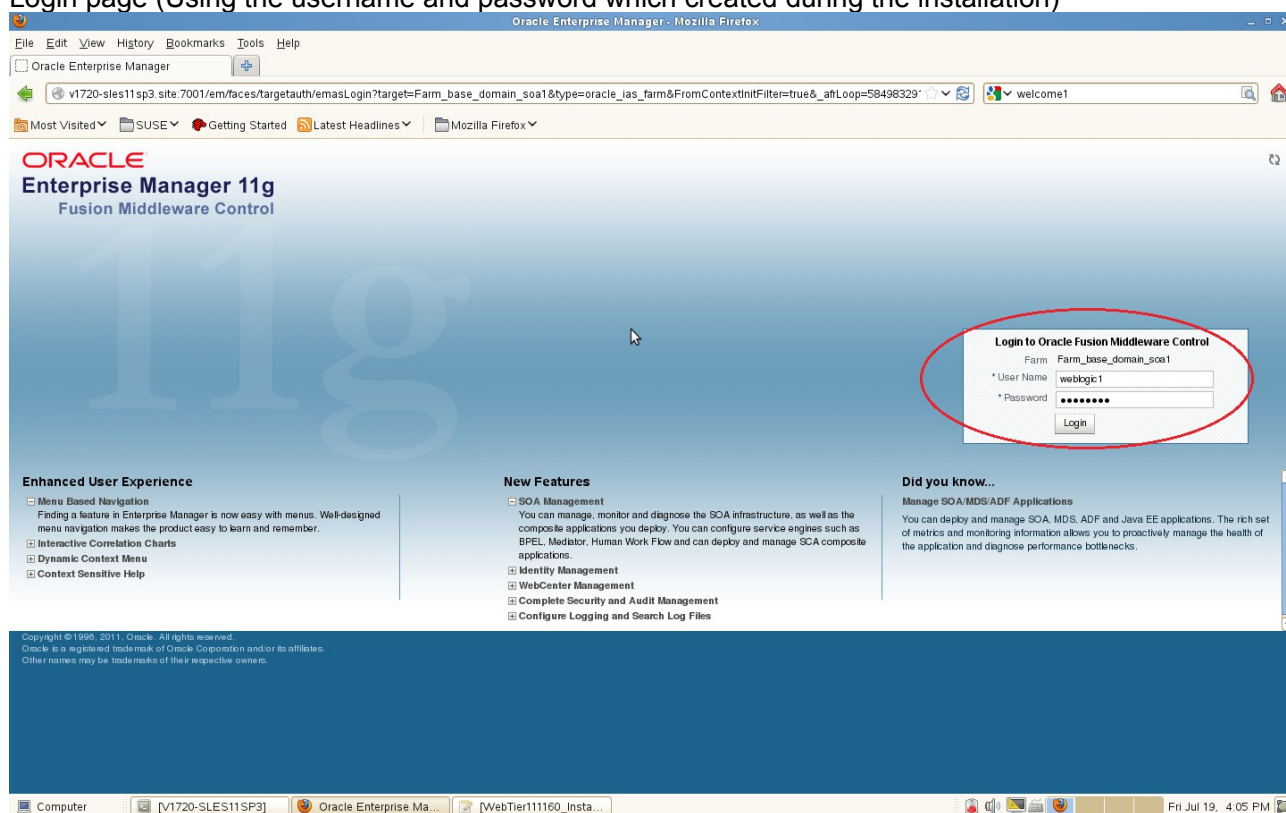 Login page (Using the username and password which created during the installation)
Oracle Enterprise Manager - Mozilla Firefox
File Edit View History Bookmarks Tools Help
Oracle Enterprise Manager
v1720-sles11sp3.site:7001/em/faces/targetauth/emasLogin?target=Farm_base_domain_soa1&type=oracle_ias_farm&FromContextInitFilter=true&_afrLoop=58498329 welcome1
Most Visited SUSE Getting Started Latest Headlines Mozilla Firefox
ORACLE
Enterprise Manager 11g
Fusion Middleware Control
11g
Login to Oracle Fusion Middleware Control
Farm Farm_base_domain_soa1
* User Name weblogic1
* Password ●●●●●●●●
Login
Enhanced User Experience
Menu Based Navigation
Finding a feature in Enterprise Manager is now easy with menus. Well-designed
menu navigation makes the product easy to learn and remember.
Interactive Correlation Charts
Dynamic Context Menu
Context Sensitive Help
New Features
SOA Management
You can manage, monitor and diagnose the SOA infrastructure, as well as the
composite applications you deploy. You can configure service engines such as
BPEL, Mediator, Human Work Flow and can deploy and manage SCA composite
applications.
Identity Management
WebCenter Management
Complete Security and Audit Management
Configure Logging and Search Log Files
Did you know...
Manage SOA/MDS/ADF Applications
You can deploy and manage SOA, MDS, ADF and Java EE applications. The rich set
of metrics and monitoring information allows you to proactively manage the health of
the application and diagnose performance bottlenecks.
Copyright © 1996, 2011, Oracle. All rights reserved.
Oracle is a registered trademark of Oracle Corporation and/or its affiliates.
Other names may be trademarks of their respective owners.
Computer [V1720-SLES11SP3] Oracle Enterprise Ma... [WebTier111160_Insta... Fri Jul 19, 4:05 PM